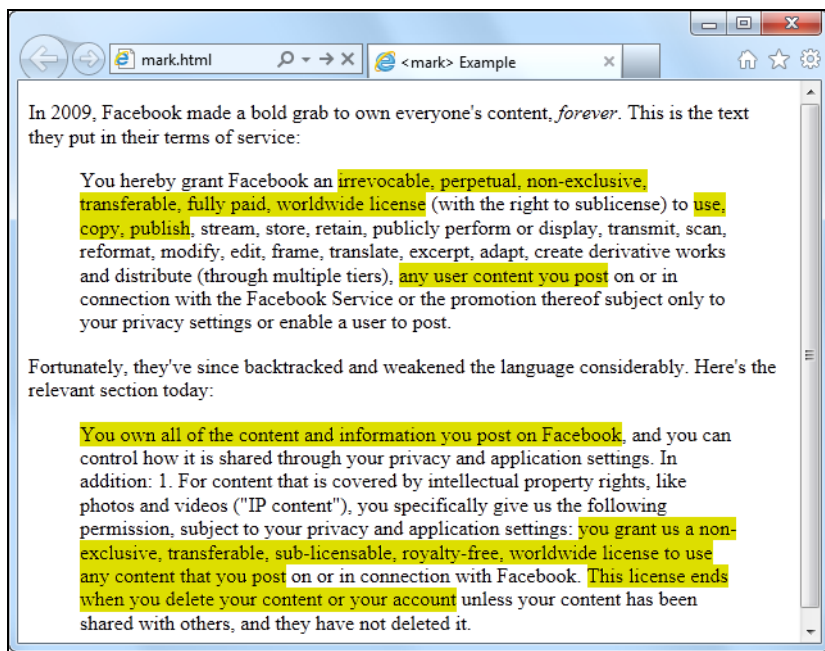 mark.html
<mark> Example
In 2009, Facebook made a bold grab to own everyone's content, forever. This is the text
they put in their terms of service:
You hereby grant Facebook an irrevocable, perpetual, non-exclusive,
transferable, fully paid, worldwide license (with the right to sublicense) to use,
copy, publish, stream, store, retain, publicly perform or display, transmit, scan,
reformat, modify, edit, frame, translate, excerpt, adapt, create derivative works
and distribute (through multiple tiers), any user content you post on or in
connection with the Facebook Service or the promotion thereof subject only to
your privacy settings or enable a user to post.
Fortunately, they've since backtracked and weakened the language considerably. Here's the
relevant section today:
You own all of the content and information you post on Facebook, and you can
control how it is shared through your privacy and application settings. In
addition: 1. For content that is covered by intellectual property rights, like
photos and videos ("IP content"), you specifically give us the following
permission, subject to your privacy and application settings: you grant us a non-
exclusive, transferable, sub-licensable, royalty-free, worldwide license to use
any content that you post on or in connection with Facebook. This license ends
when you delete your content or your account unless your content has been
shared with others, and they have not deleted it.